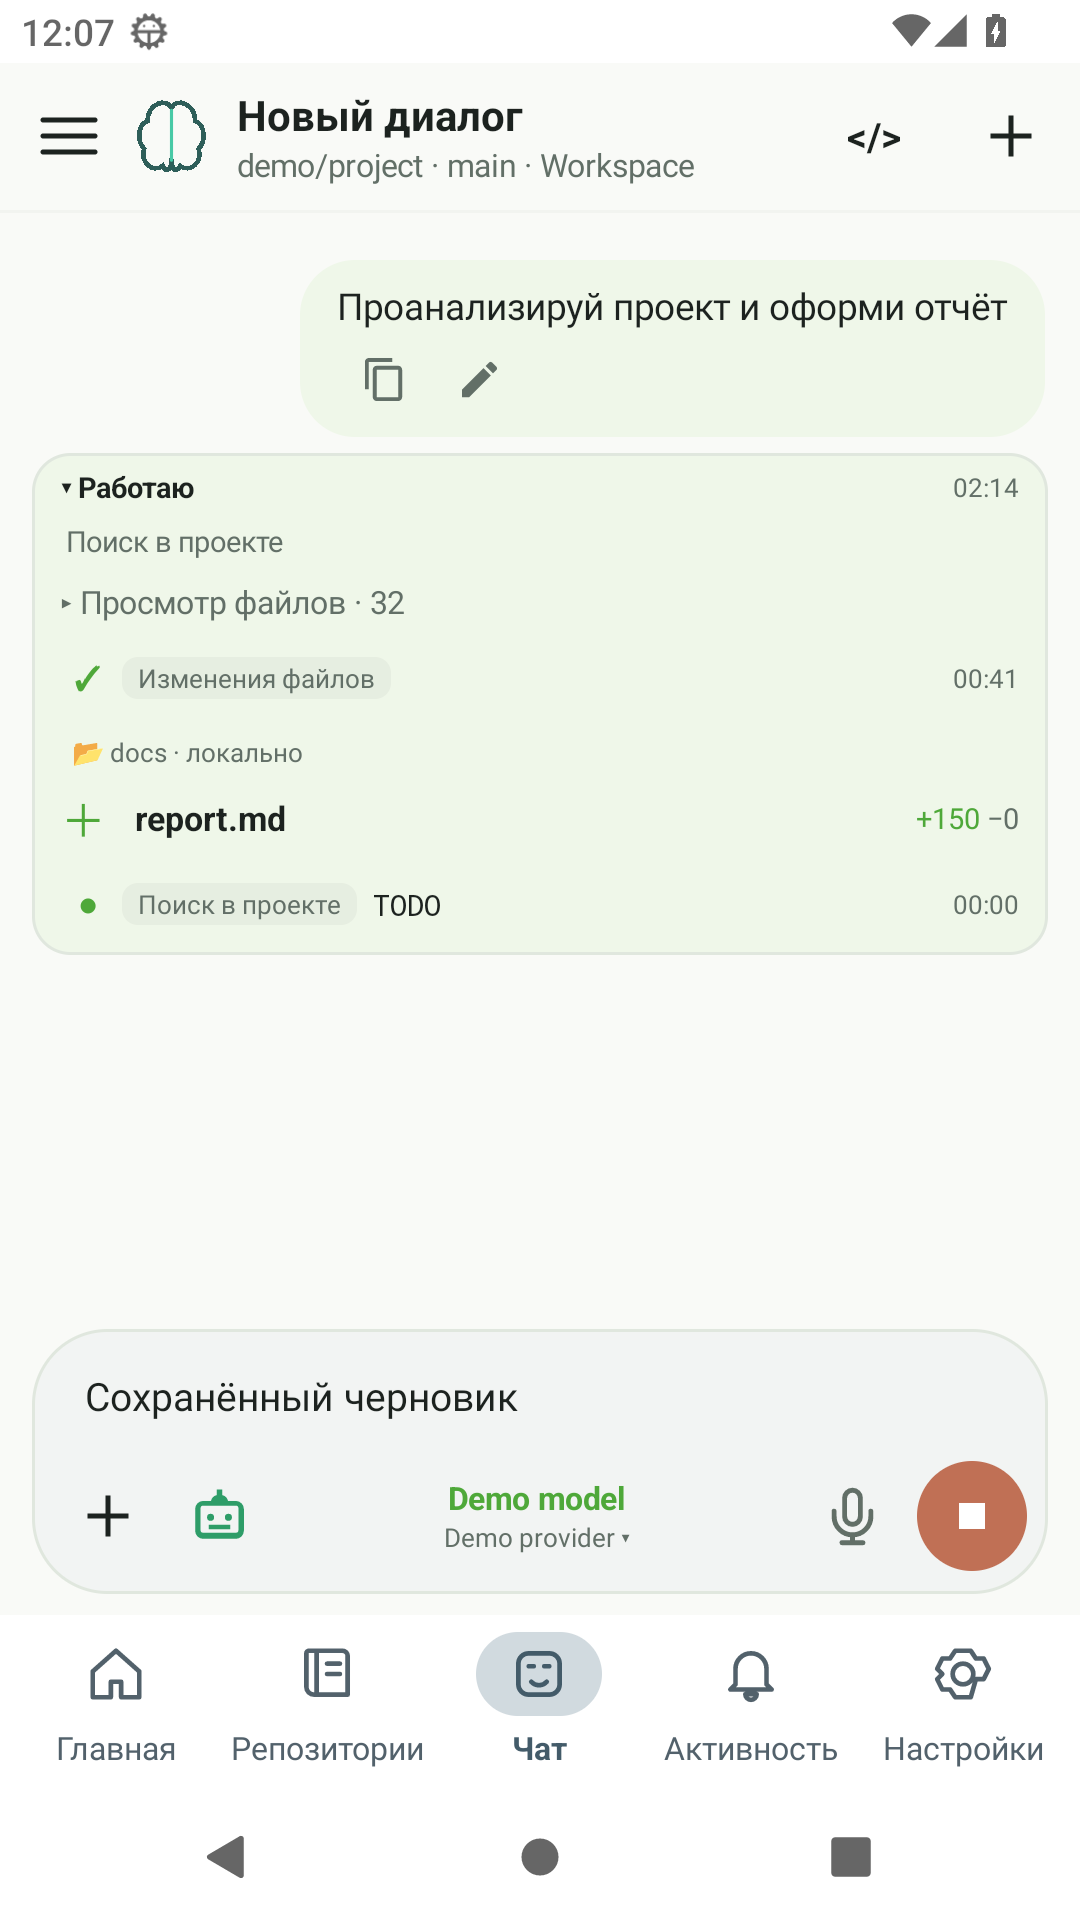 12:07
Новый диалог
demo/project · main · Workspace
</>
Проанализируй проект и оформи отчёт
▾ Работаю 02:14
Поиск в проекте
▸ Просмотр файлов · 32
✓ Изменения файлов 00:41
📂 docs · локально
+ report.md +150 −0
● Поиск в проекте TODO 00:00
Сохранённый черновик
Demo model
Demo provider ▾
Главная Репозитории Чат Активность Настройки